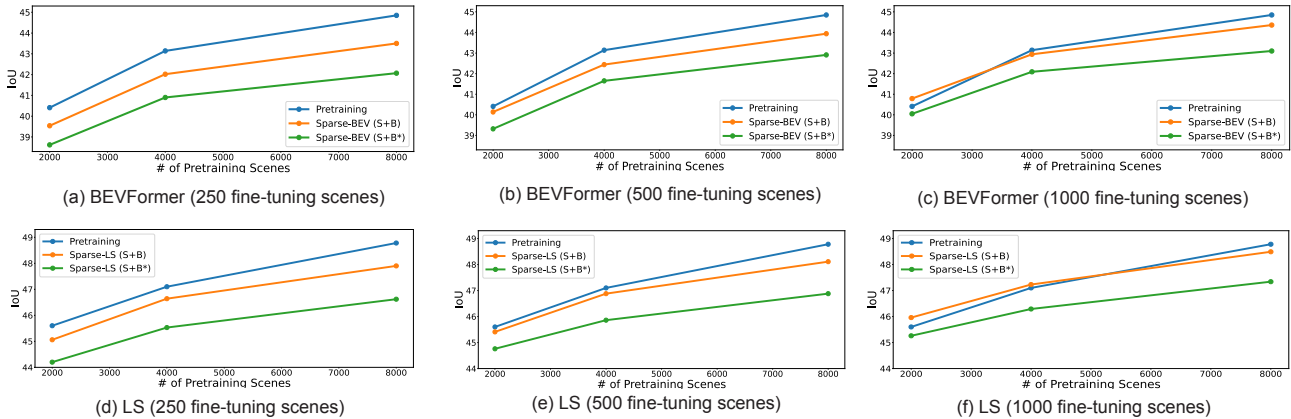 45
44
43
42
41
40
39
IoU
Pretraining
Sparse-BEV (S+B)
Sparse-BEV (S+B*)
2000 3000 4000 5000 6000 7000 8000
# of Pretraining Scenes
(a) BEVFormer (250 fine-tuning scenes)
45
44
43
42
41
40
39
IoU
Pretraining
Sparse-BEV (S+B)
Sparse-BEV (S+B*)
2000 3000 4000 5000 6000 7000 8000
# of Pretraining Scenes
(b) BEVFormer (500 fine-tuning scenes)
45
44
43
42
41
40
39
IoU
Pretraining
Sparse-BEV (S+B)
Sparse-BEV (S+B*)
2000 3000 4000 5000 6000 7000 8000
# of Pretraining Scenes
(c) BEVFormer (1000 fine-tuning scenes)
49
48
47
46
45
44
IoU
Pretraining
Sparse-LS (S+B)
Sparse-LS (S+B*)
2000 3000 4000 5000 6000 7000 8000
# of Pretraining Scenes
(d) LS (250 fine-tuning scenes)
49
48
47
46
45
44
IoU
Pretraining
Sparse-LS (S+B)
Sparse-LS (S+B*)
2000 3000 4000 5000 6000 7000 8000
# of Pretraining Scenes
(e) LS (500 fine-tuning scenes)
49
48
47
46
45
44
IoU
Pretraining
Sparse-LS (S+B)
Sparse-LS (S+B*)
2000 3000 4000 5000 6000 7000 8000
# of Pretraining Scenes
(f) LS (1000 fine-tuning scenes)